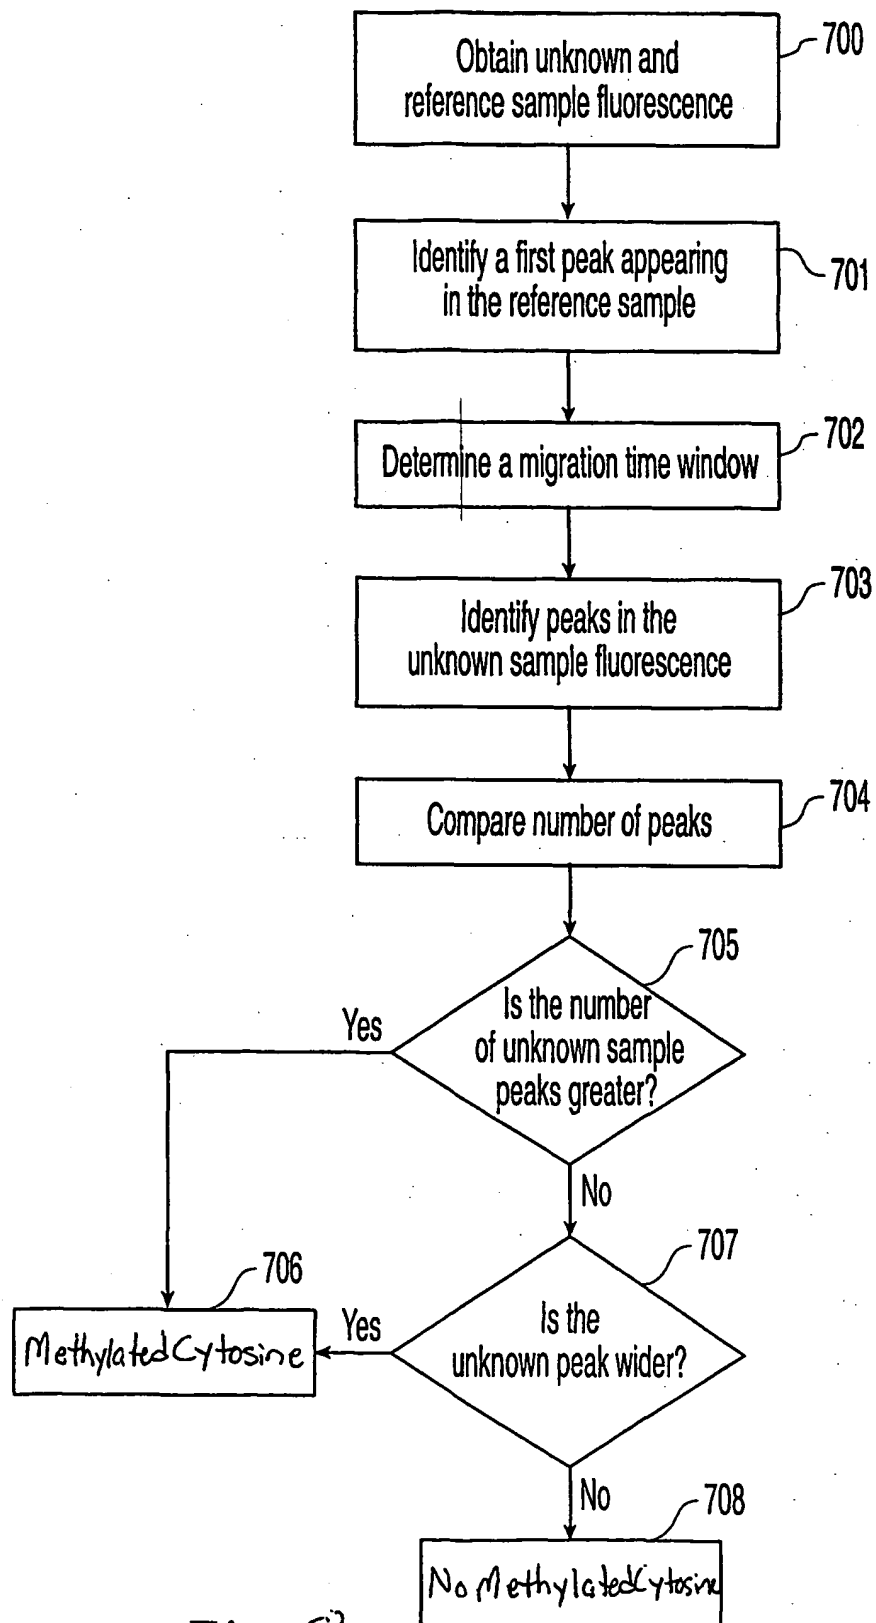 Obtain unknown and
reference sample fluorescence
700
Identify a first peak appearing
in the reference sample
701
Determine a migration time window
702
Identify peaks in the
unknown sample fluorescence
703
Compare number of peaks
704
705
Is the number
of unknown sample
peaks greater?
Yes
No
706
Methylated Cytosine
707
Is the
unknown peak wider?
Yes
No
708
No Methylated Cytosine